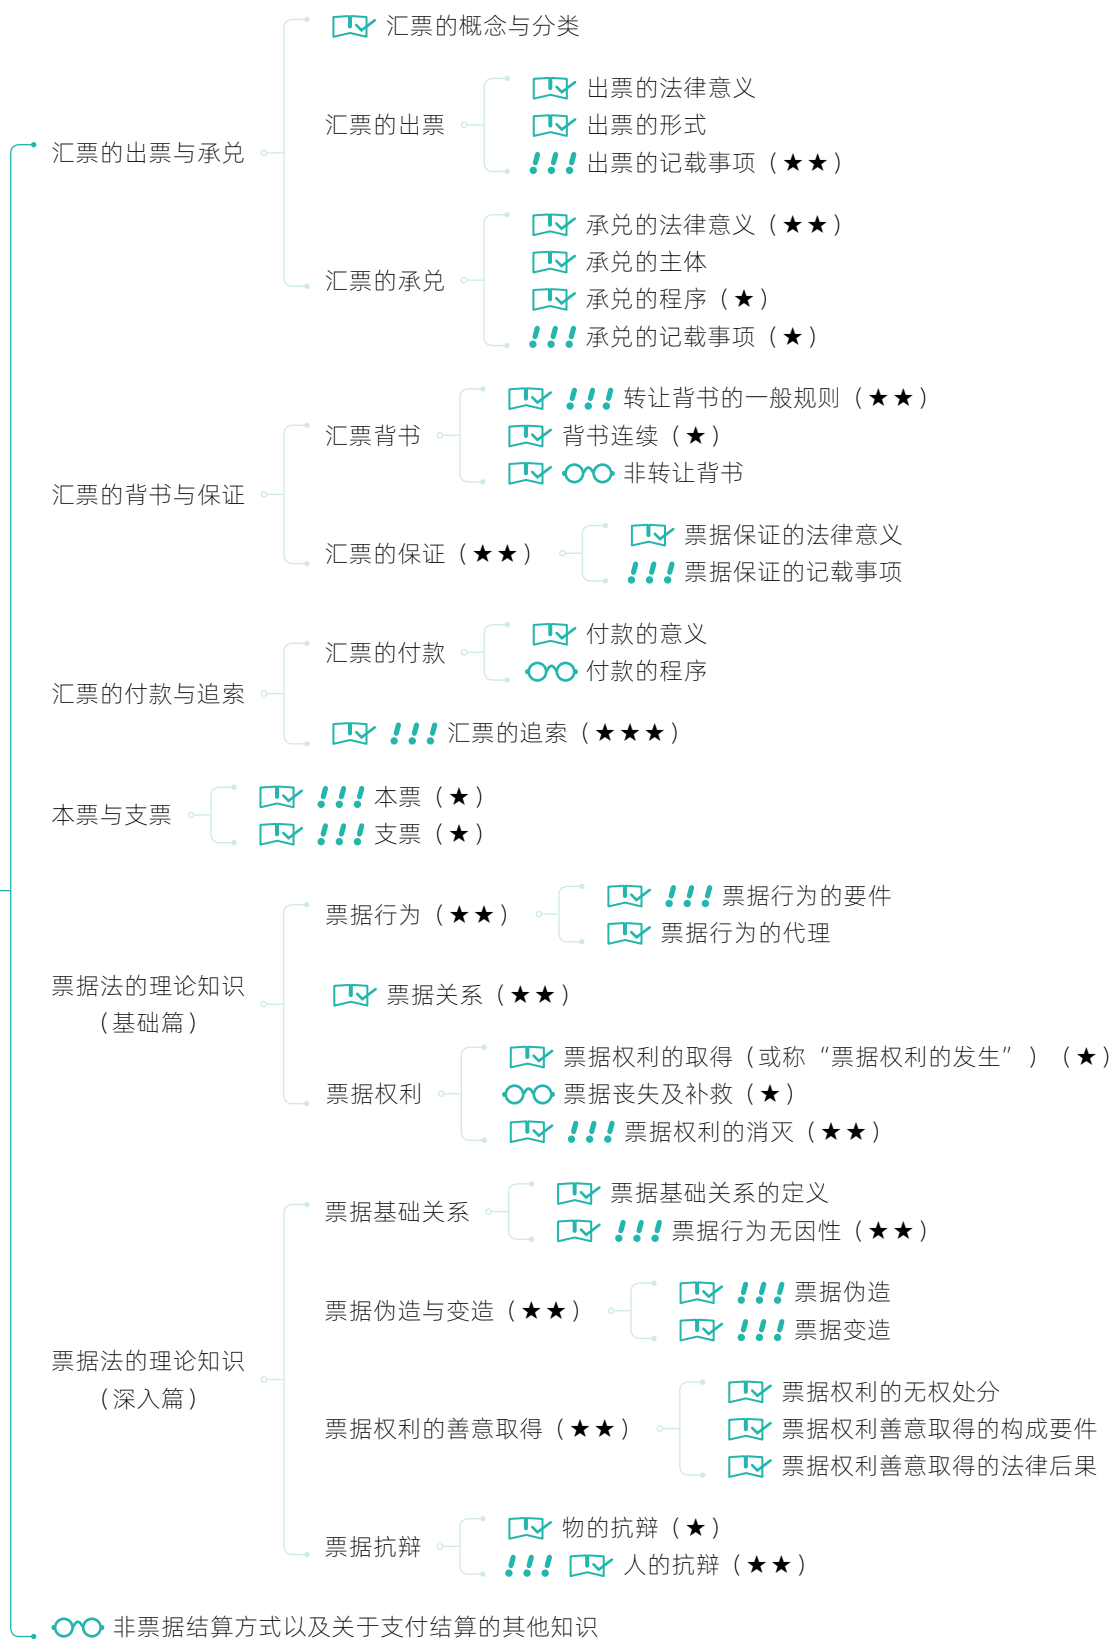 汇票的概念与分类
出票的法律意义
汇票的出票
出票的形式
汇票的出票与承兑
出票的记载事项（★★）
承兑的法律意义（★★）
承兑的主体
汇票的承兑
承兑的程序（★）
承兑的记载事项（★）
转让背书的一般规则（★★）
汇票背书
背书连续（★）
非转让背书
汇票的背书与保证
票据保证的法律意义
汇票的保证（★★）
票据保证的记载事项
付款的意义
汇票的付款
付款的程序
汇票的付款与追索
汇票的追索（★★★）
本票（★）
本票与支票
支票（★）
票据行为的要件
票据行为（★★）
票据行为的代理
票据法的理论知识
（基础篇）
票据关系（★★）
票据权利的取得（或称“票据权利的发生”）（★）
票据权利
票据丧失及补救（★）
票据权利的消灭（★★）
票据基础关系的定义
票据基础关系
票据行为无因性（★★）
票据伪造
票据伪造与变造（★★）
票据变造
票据法的理论知识
（深入篇）
票据权利的无权处分
票据权利的善意取得（★★）
票据权利善意取得的构成要件
票据权利善意取得的法律后果
物的抗辩（★）
票据抗辩
人的抗辩（★★）
非票据结算方式以及关于支付结算的其他知识